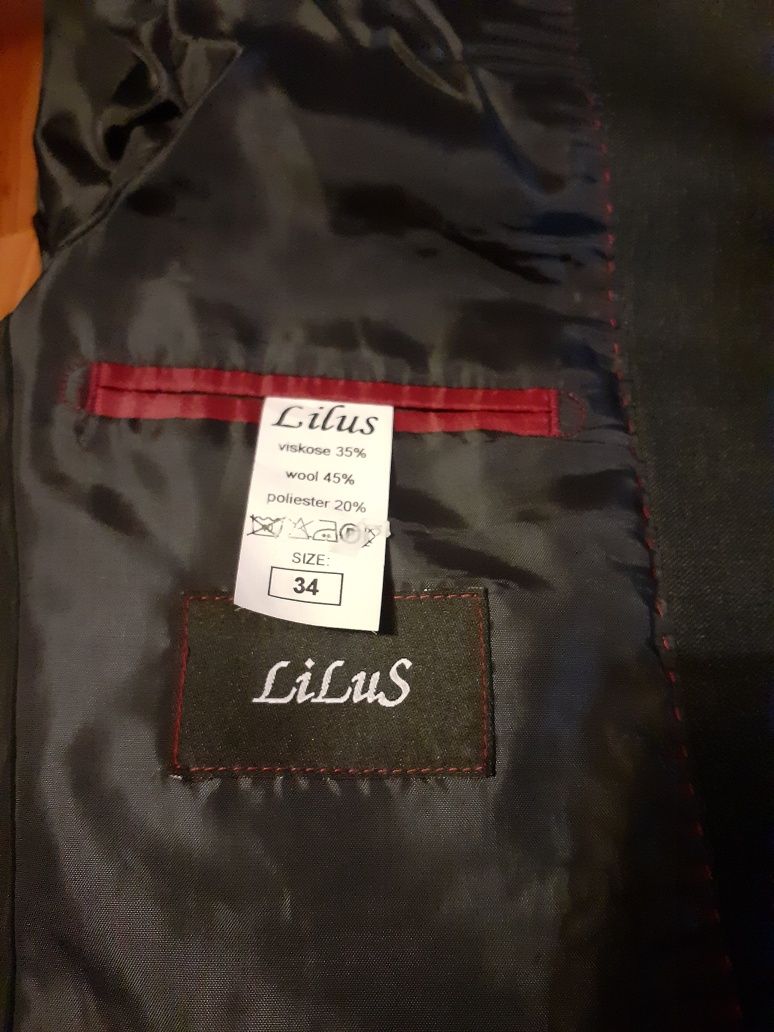 Lilus
viskose 35%
wool 45%
poliester 20%
SIZE:
34
LiLuS